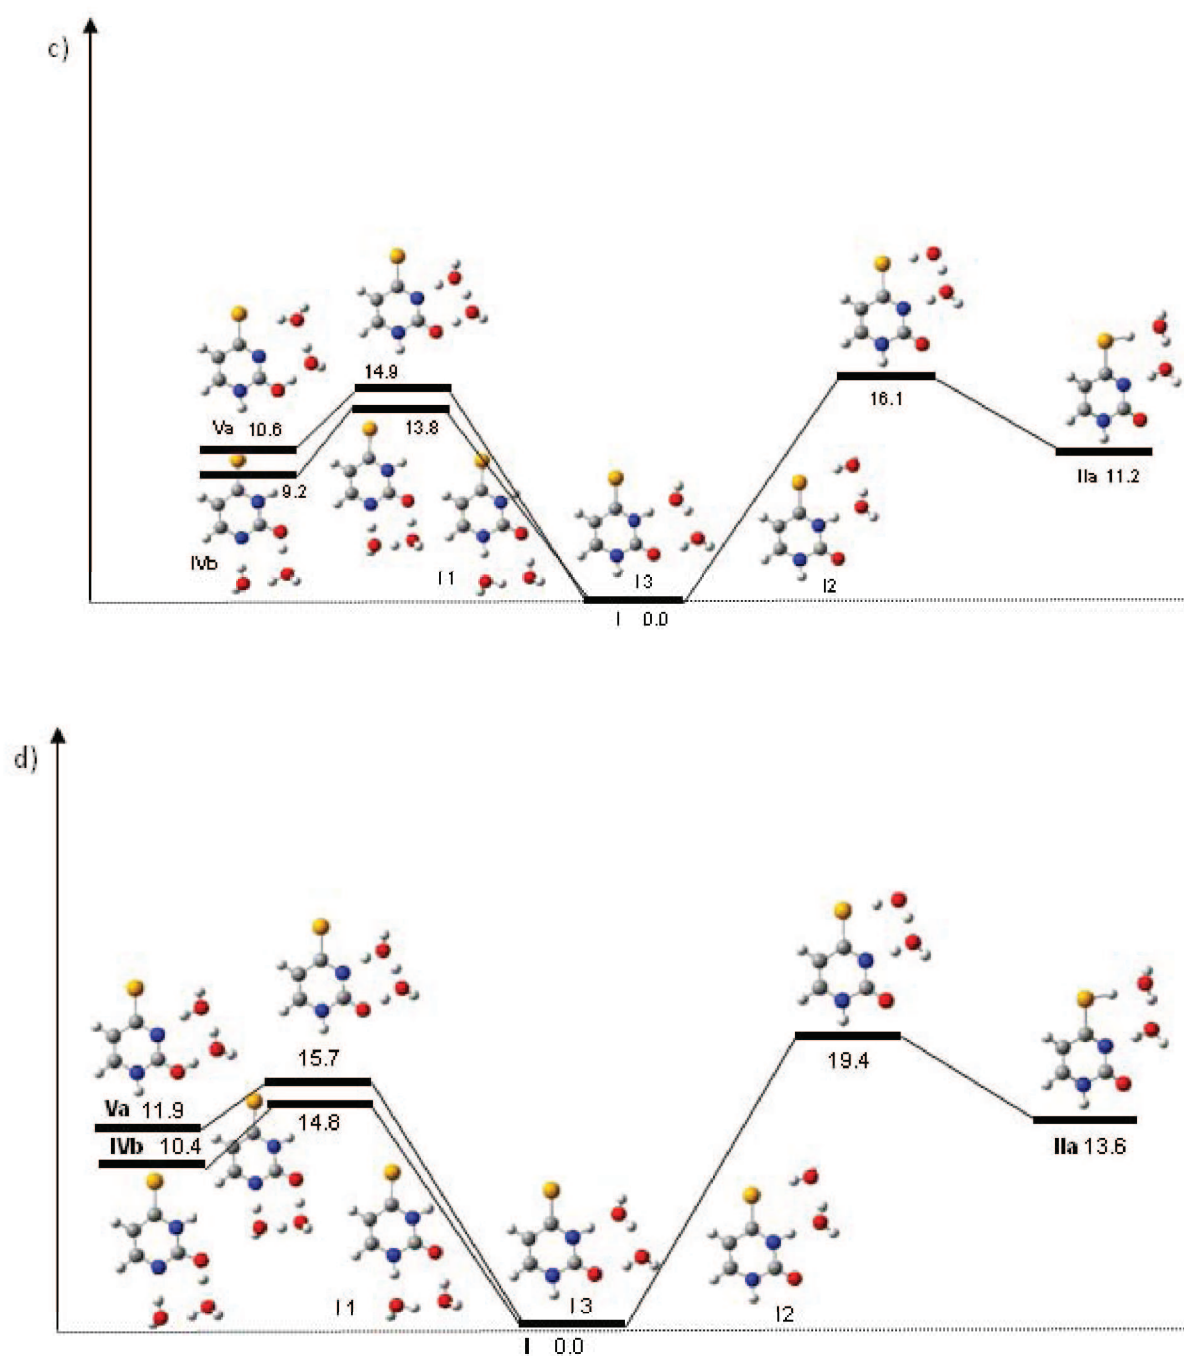 c)
14.9
16.1
Va 10.6
13.8
IIa 11.2
9.2
IVb
I1
I3
I2
I 0.0
d)
15.7
19.4
Va 11.9
14.8
IVb 10.4
IIa 13.6
I1
I3
I2
I 0.0